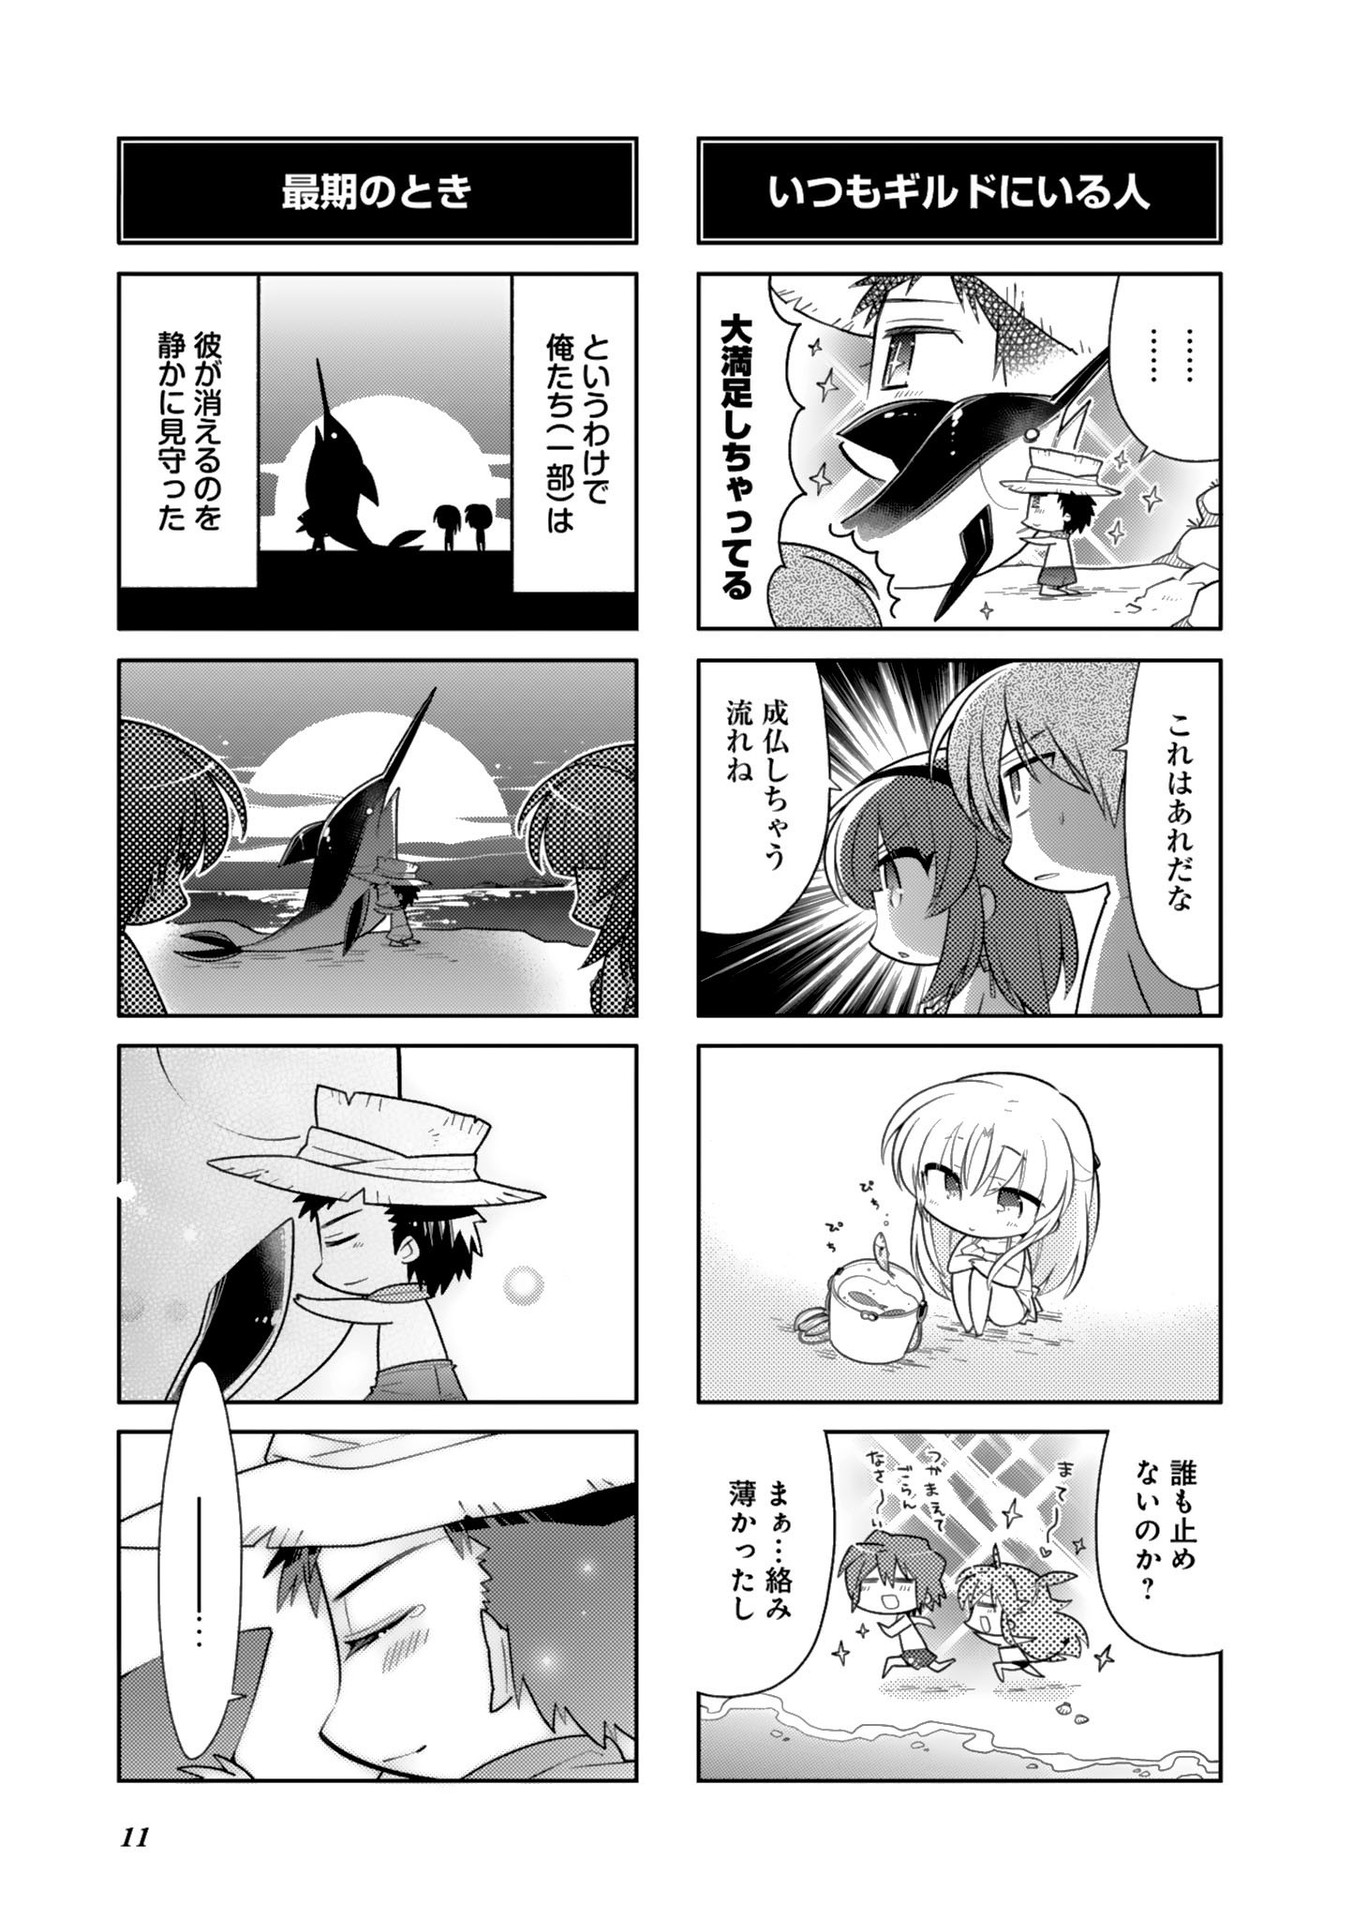 いつもギルドにいる人
……
……
大満足しちゃってる
これはあれだな
成仏しちゃう
流れね
ぴち
ぴち
誰も止め
ないのか?
まて〜♡
つかまえて
ごらん
なさ〜い
まぁ…絡み
薄かったし
最期のとき
というわけで
俺たち(一部)は
彼が消えるのを
静かに見守った
――…
11